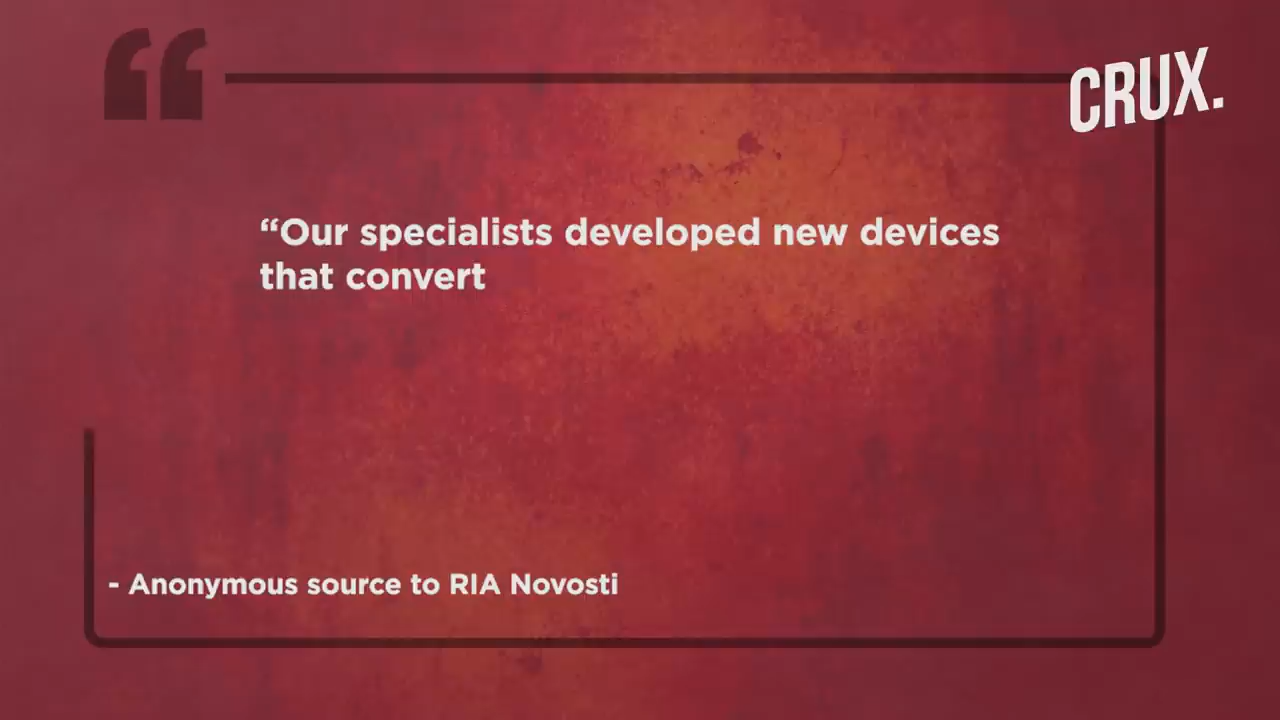 CRUX.
“Our specialists developed new devices
that convert
- Anonymous source to RIA Novosti